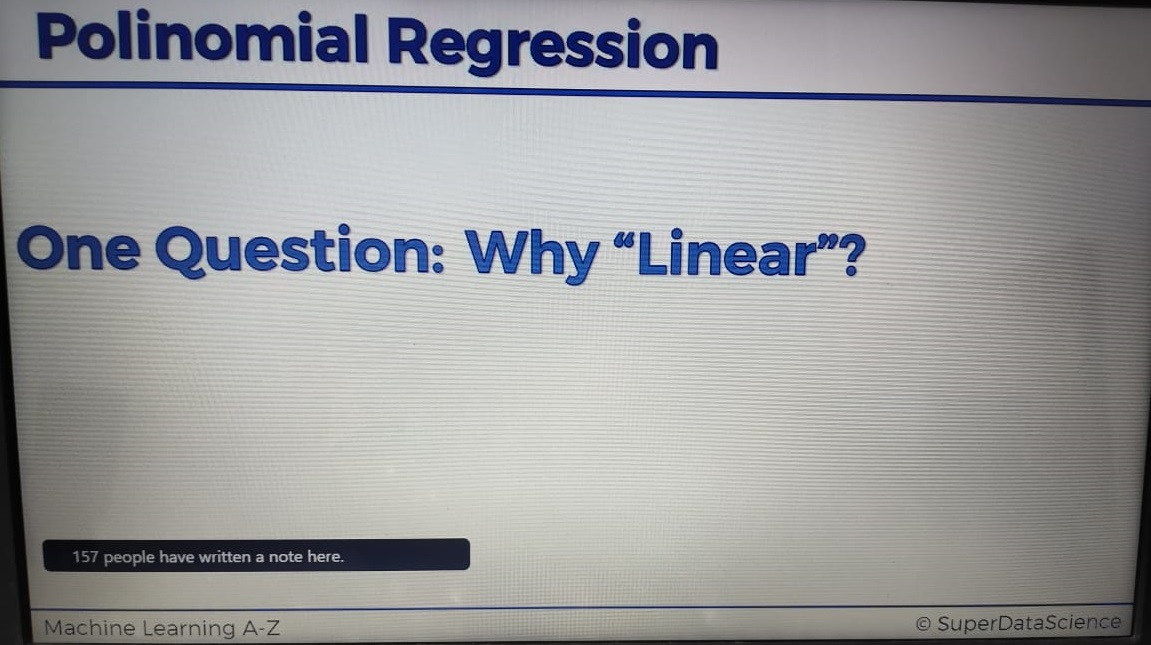 Polinomial Regression
One Question: Why “Linear”?
157 people have written a note here.
Machine Learning A-Z
© SuperDataScience